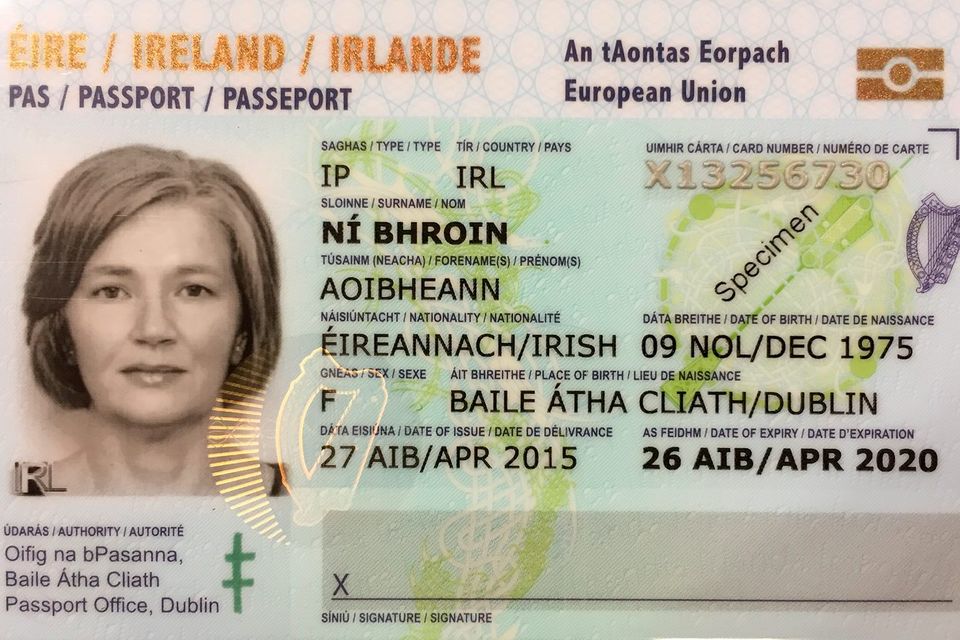 ÉIRE / IRELAND / IRLANDE
PAS / PASSPORT / PASSEPORT
An tAontas Eorpach
European Union
SAGHAS / TYPE / TYPE TÍR / COUNTRY / PAYS
UIMHIR CÁRTA / CARD NUMBER / NUMÉRO DE CARTE
IP IRL
X13256730
SLOINNE / SURNAME / NOM
NÍ BHROIN
Specimen
TÚSAINM (NEACHA) / FORENAME(S) / PRÉNOM(S)
AOIBHEANN
NÁISIÚNTACHT / NATIONALITY / NATIONALITÉ
DÁTA BREITHE / DATE OF BIRTH / DATE DE NAISSANCE
ÉIREANNACH/IRISH 09 NOL/DEC 1975
GNÉAS / SEX / SEXE ÁIT BHREITHE / PLACE OF BIRTH / LIEU DE NAISSANCE
F BAILE ÁTHA CLIATH/DUBLIN
DÁTA EISIÚNA / DATE OF ISSUE / DATE DE DÉLIVRANCE
AS FEIDHM / DATE OF EXPIRY / DATE D'EXPIRATION
27 AIB/APR 2015 26 AIB/APR 2020
IRL
ÚDARÁS / AUTHORITY / AUTORITÉ
Oifig na bPasanna,
Baile Átha Cliath
Passport Office, Dublin
X
SÍNIÚ / SIGNATURE / SIGNATURE